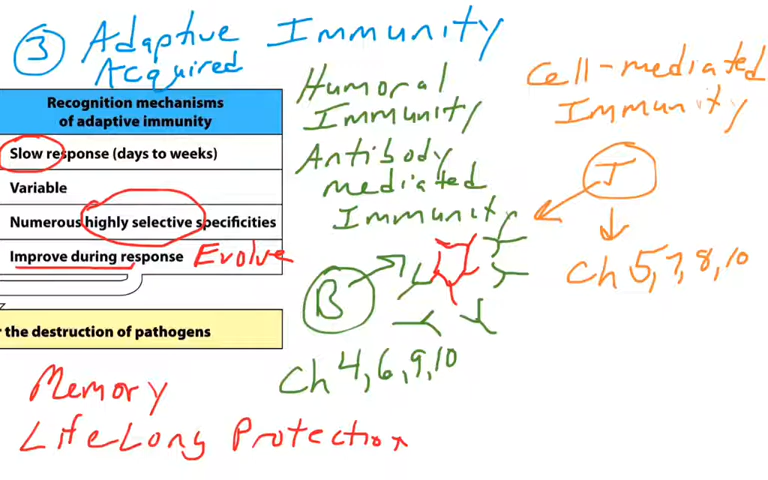 3 Adaptive Immunity
Acquired
Recognition mechanisms
of adaptive immunity
Slow response (days to weeks)
Variable
Numerous highly selective specificities
Improve during response Evolve
r the destruction of pathogens
Memory
LifeLong Protection
Humoral
Immunity
Antibody
mediated
Immunity
B
Ch 4, 6, 9, 10
Cell-mediated
Immunity
T
Ch 5, 7, 8, 10